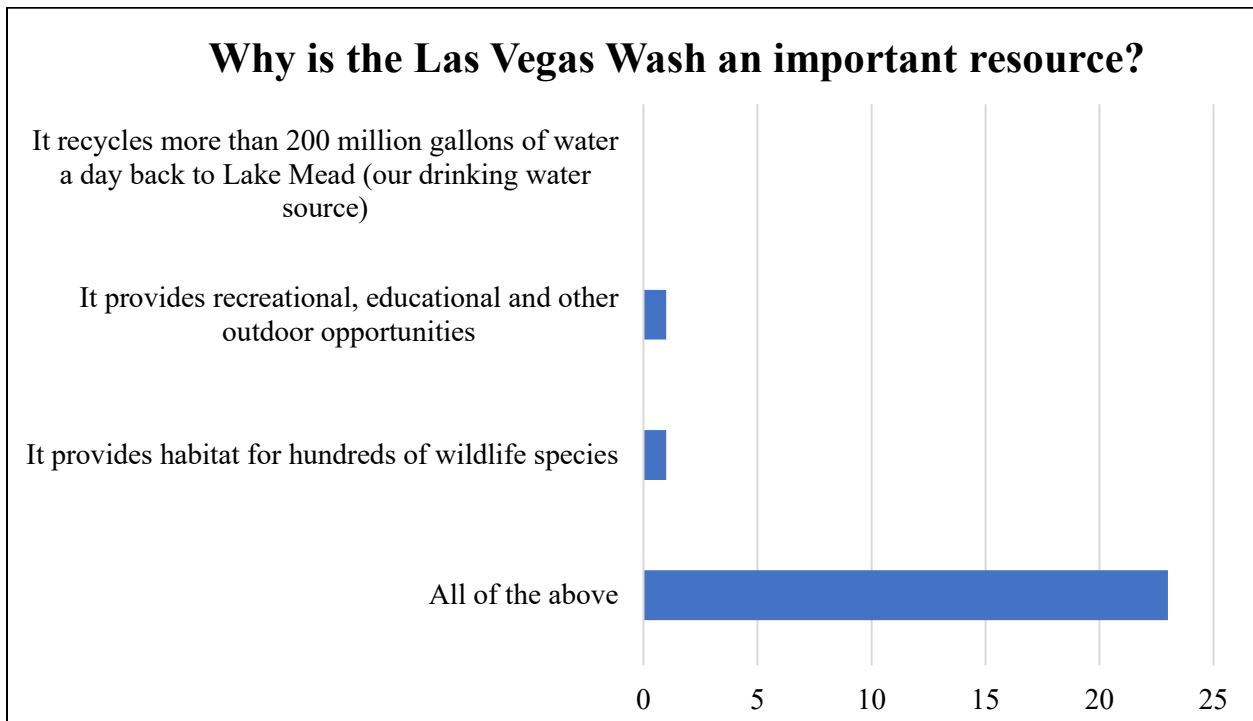 Why is the Las Vegas Wash an important resource?
It recycles more than 200 million gallons of water
a day back to Lake Mead (our drinking water
source)
It provides recreational, educational and other
outdoor opportunities
It provides habitat for hundreds of wildlife species
All of the above
0 5 10 15 20 25